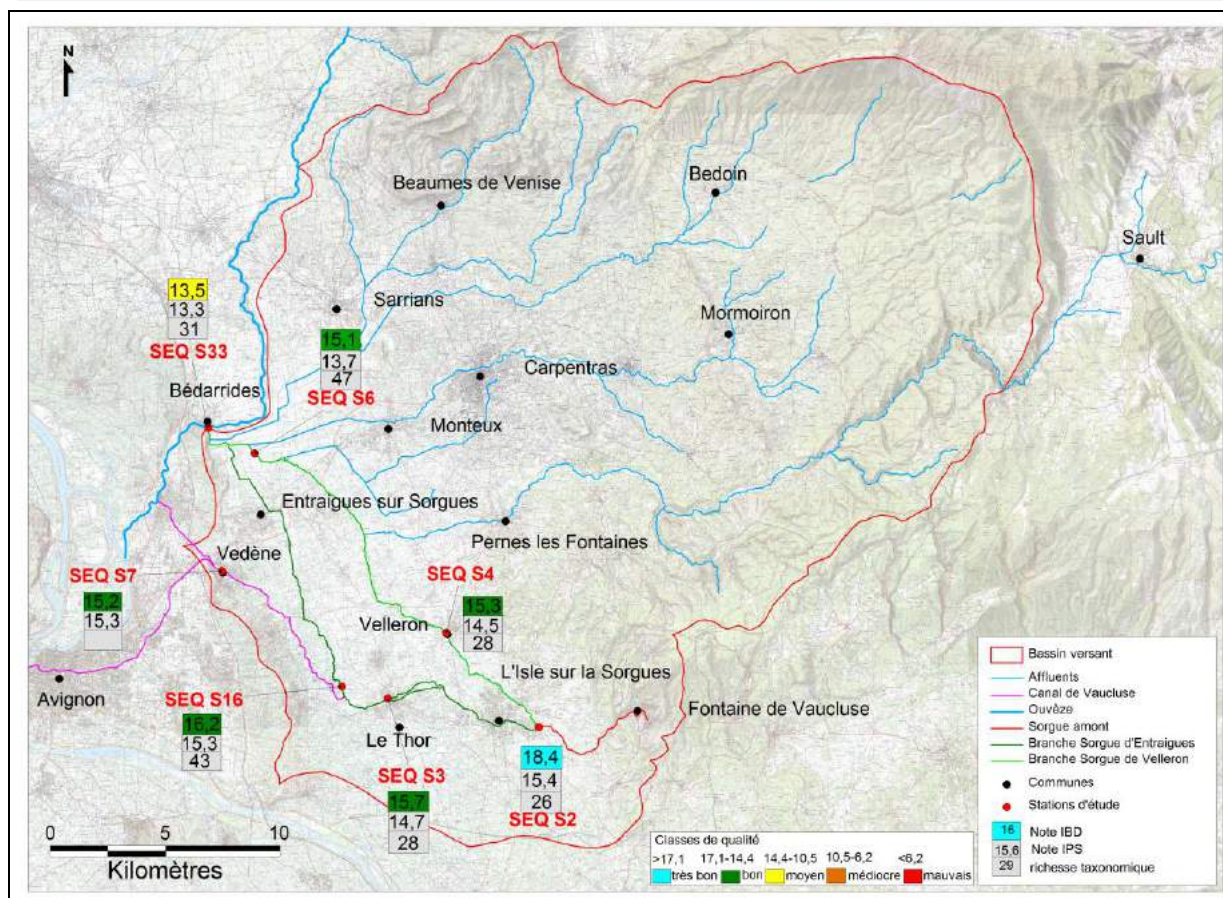 N
Beaumes de Venise
Bedoin
Sault
13,5
13,3
31
SEQ S33
Bédarrides
Sarrians
15,1
13,7
47
SEQ S6
Mormoiron
Carpentras
Monteux
Entraigues sur Sorgues
Pernes les Fontaines
Vedène
SEQ S7
15,2
15,3
SEQ S4
15,3
14,5
28
Velleron
L'Isle sur la Sorgues
Fontaine de Vaucluse
Avignon
SEQ S16
16,2
15,3
43
Le Thor
SEQ S3
15,7
14,7
28
18,4
15,4
26
SEQ S2
0 5 10
Kilomètres
Classes de qualité
>17,1 17,1-14,4 14,4-10,5 10,5-6,2 <6,2
très bon bon moyen médiocre mauvais
Bassin versant
Affluents
Canal de Vaucluse
Ouvèze
Sorgue amont
Branche Sorgue d'Entraigues
Branche Sorgue de Velleron
Communes
Stations d'étude
16 Note IBD
15,6 Note IPS
29 richesse taxonomique